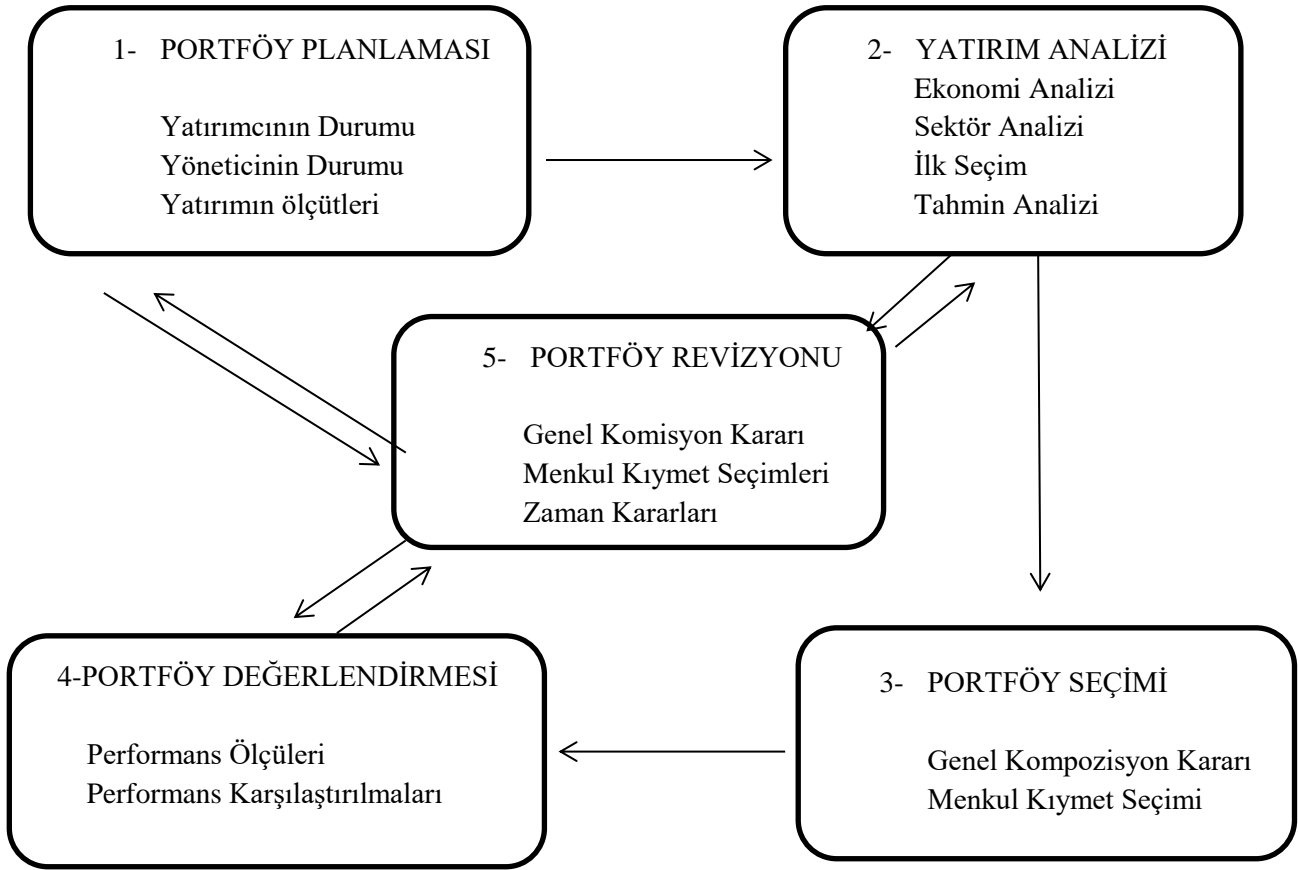 1- PORTFÖY PLANLAMASI
Yatırımcının Durumu
Yöneticinin Durumu
Yatırımın ölçütleri
2- YATIRIM ANALİZİ
Ekonomi Analizi
Sektör Analizi
İlk Seçim
Tahmin Analizi
5- PORTFÖY REVİZYONU
Genel Komisyon Kararı
Menkul Kıymet Seçimleri
Zaman Kararları
4-PORTFÖY DEĞERLENDİRMESİ
Performans Ölçüleri
Performans Karşılaştırılmaları
3- PORTFÖY SEÇİMİ
Genel Kompozisyon Kararı
Menkul Kıymet Seçimi